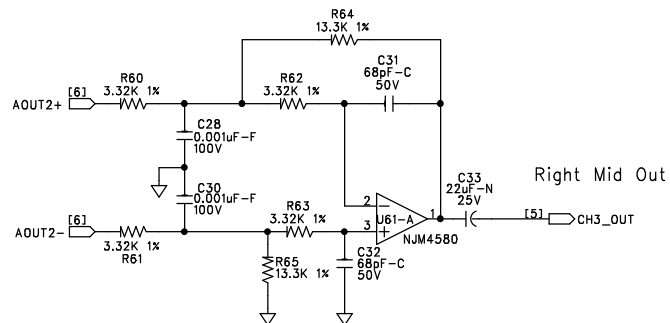 R64
13.3K 1%
C31
68pF-C
50V
R60
3.32K 1%
R62
3.32K 1%
[6]
AOUT2+
C28
0.001uF-F
100V
C30
0.001uF-F
100V
Right Mid Out
C33
22uF-N
25V
R63
3.32K 1%
2
U61-A
1
3
NJM4580
[5]
CH3_OUT
[6]
AOUT2-
3.32K 1%
R61
R65
13.3K 1%
C32
68pF-C
50V